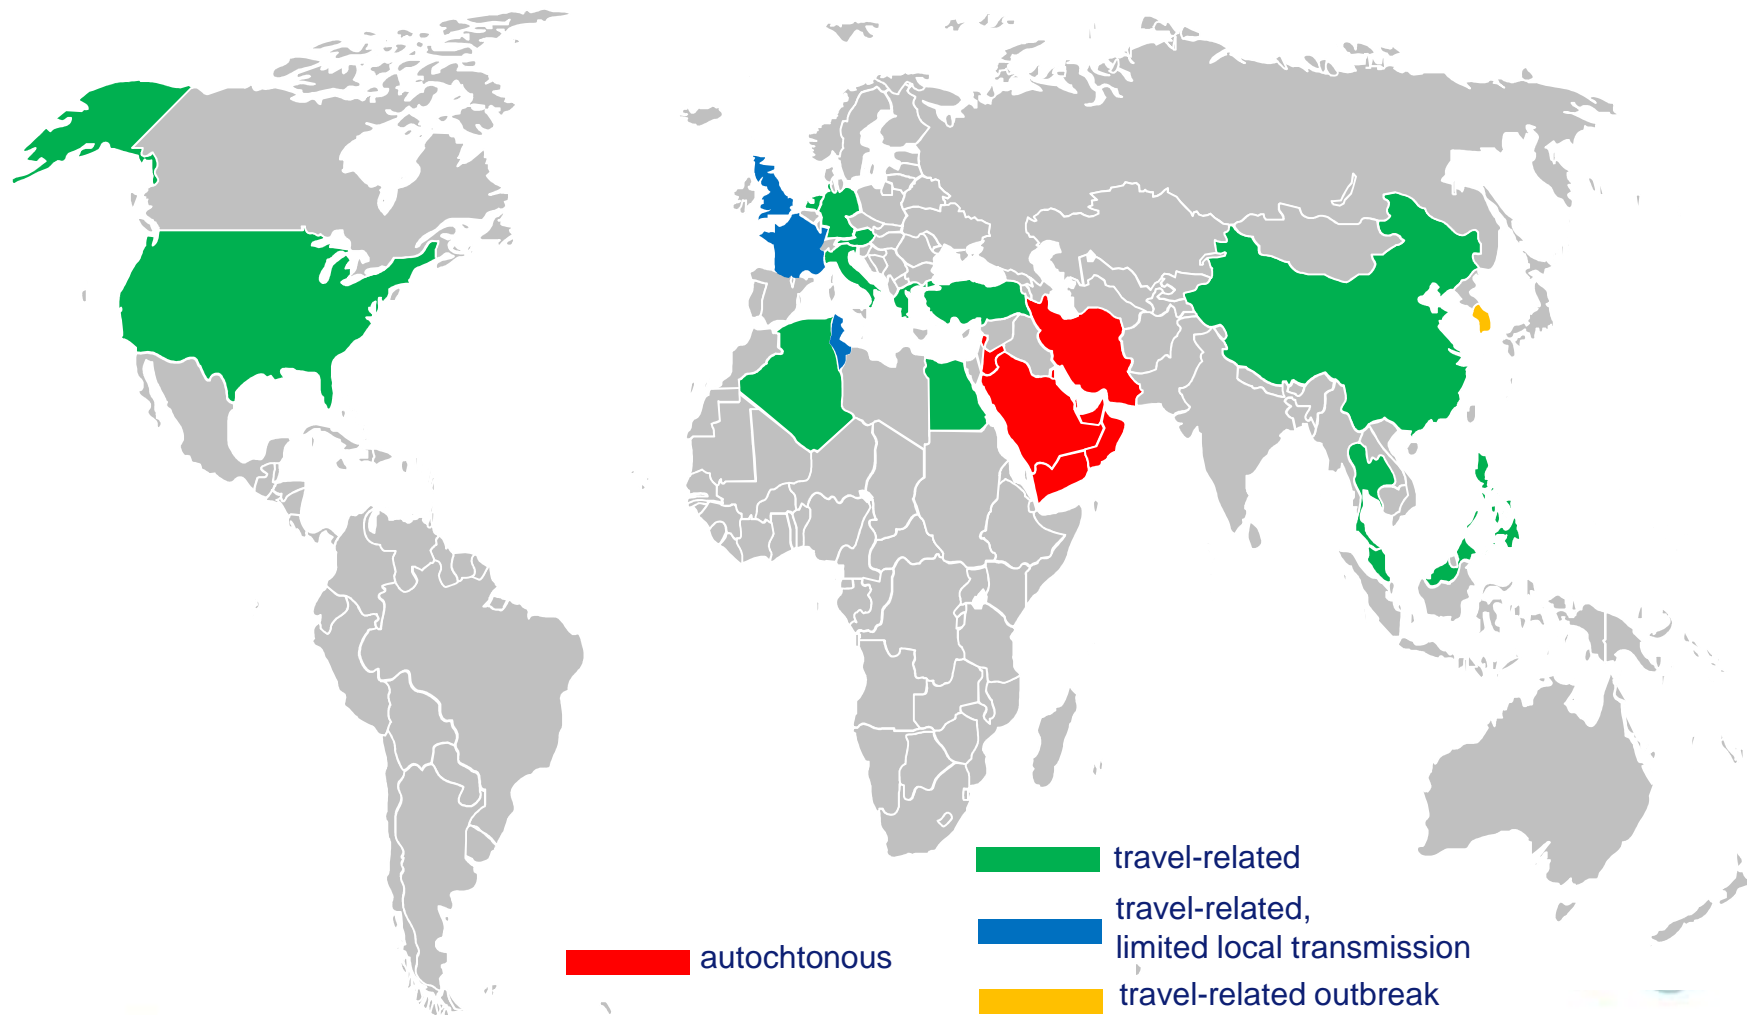 travel-related
travel-related,
limited local transmission
autochtonous
travel-related outbreak